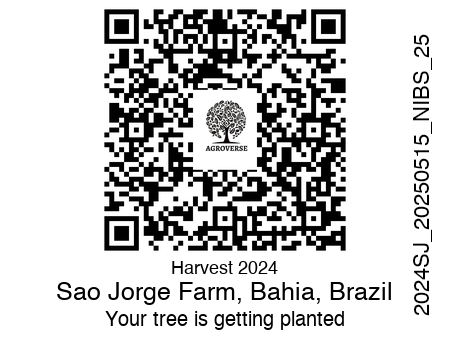 AGROVERSE
Harvest 2024
Sao Jorge Farm, Bahia, Brazil
Your tree is getting planted
2024SJ_20250515_NIBS_25